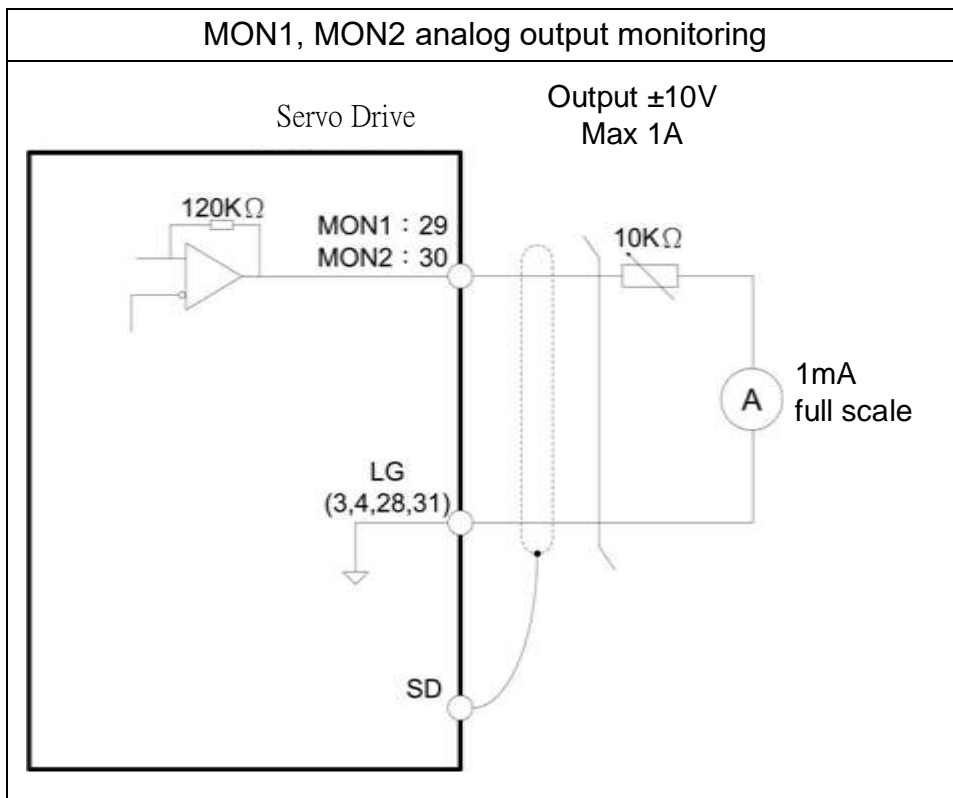 MON1, MON2 analog output monitoring
Servo Drive
Output ±10V
Max 1A
120KΩ
MON1：29
MON2：30
10KΩ
A
1mA
full scale
LG
(3,4,28,31)
SD